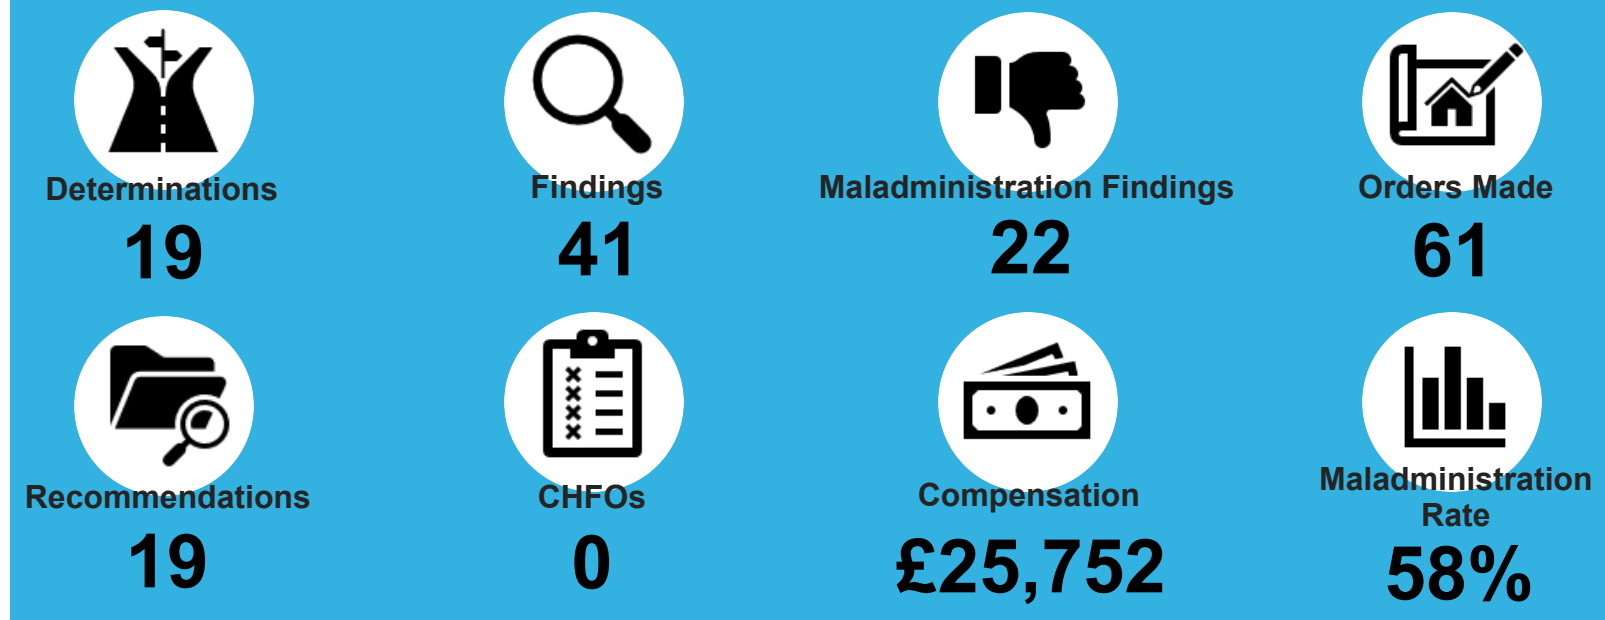 Determinations
19
Findings
41
Maladministration Findings
22
Orders Made
61
Recommendations
19
CHFOs
0
Compensation
£25,752
Maladministration
Rate
58%